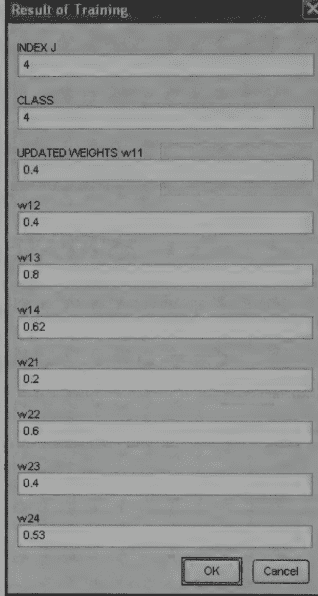 Result of Training
INDEX J
4
CLASS
4
UPDATED WEIGHTS w11
0.4
w12
0.4
w13
0.8
w14
0.62
w21
0.2
w22
0.6
w23
0.4
w24
0.53
OK Cancel